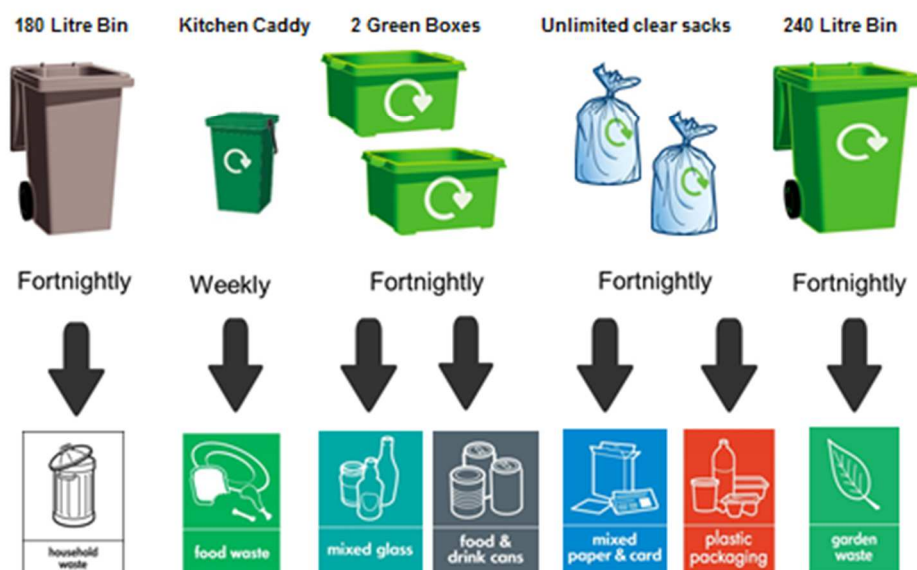 180 Litre Bin
Kitchen Caddy
2 Green Boxes
Unlimited clear sacks
240 Litre Bin
Fortnightly
Weekly
Fortnightly
Fortnightly
Fortnightly
household
waste
food waste
mixed glass
food &
drink cans
mixed
paper & card
plastic
packaging
garden
waste